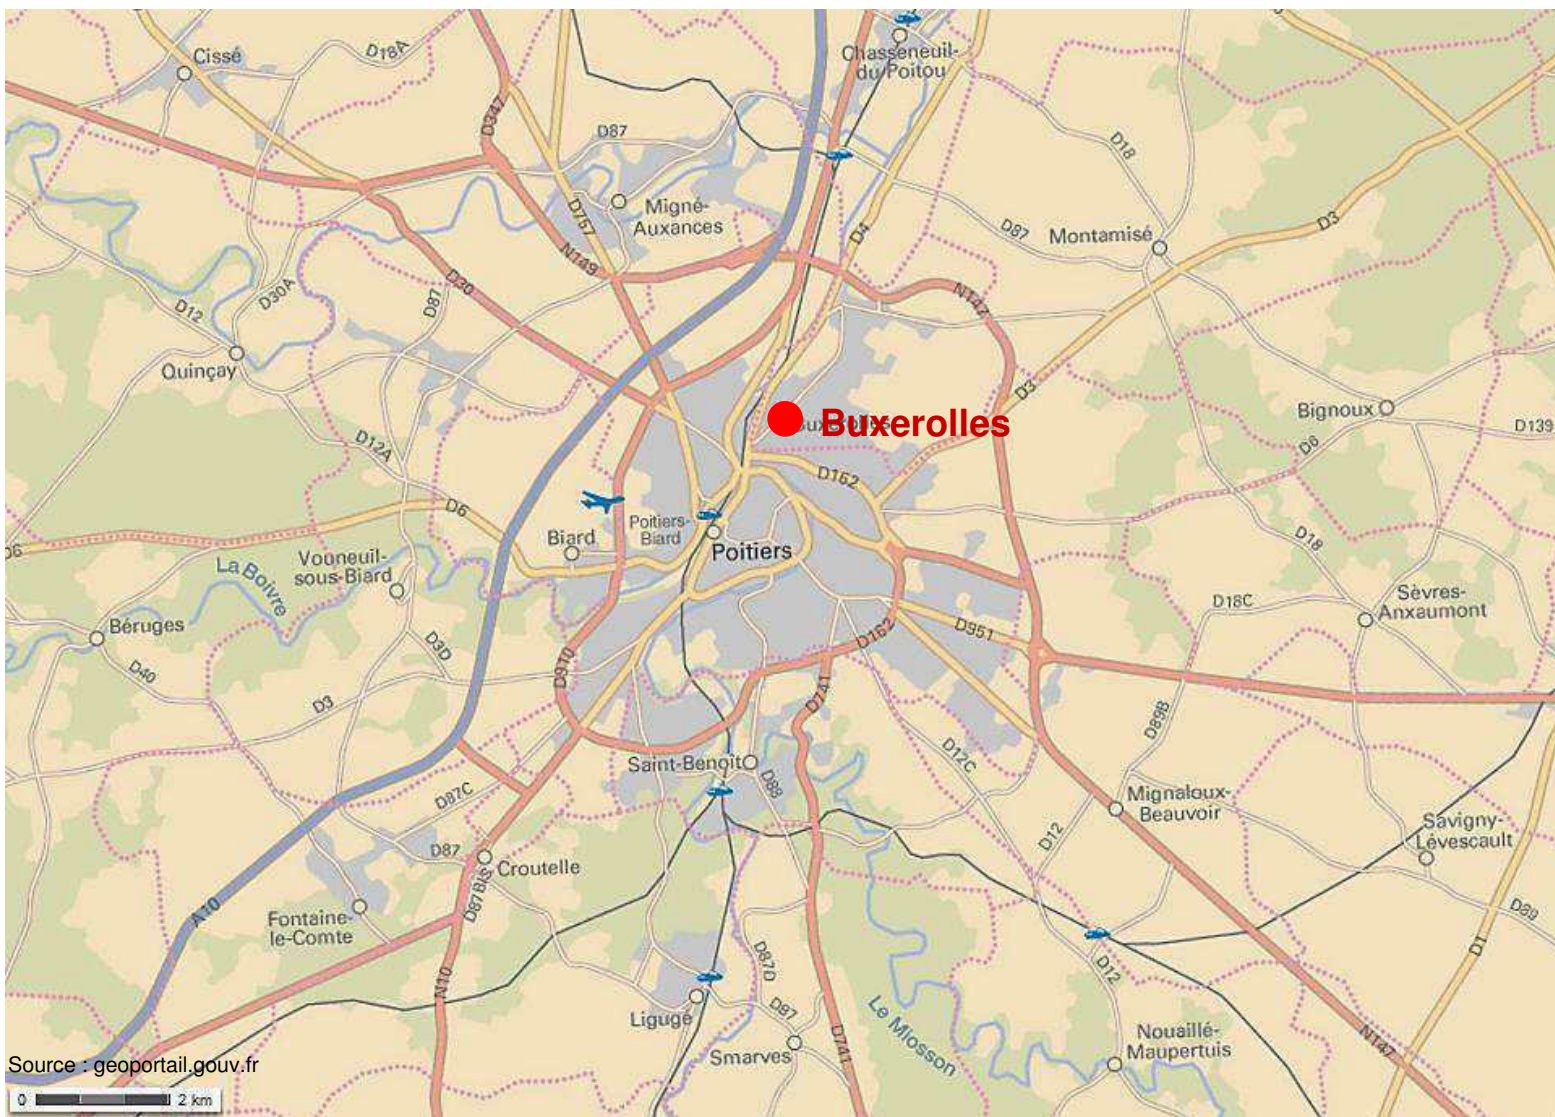 Cissé
D18A
Chasseneuil-
du-Poitou
D347
D87
D18
Migné-
Auxances
D757
D4
D87
Montamisé
D3
N149
D30
D30A
D87
D12
N147
Quinçay
D3
Bignoux
D139
Buxerolles
D12A
D6
D162
D6
D6
Poitiers-
Biard
Biard
Poitiers
D18
La Boivre
Vouneuil-
sous-Biard
Sèvres-
Anxaumont
D18C
Béruges
D951
D162
D3D
D40
D910
D741
D3
D89B
D12C
Saint-Benoît
D88
D87C
Mignaloux-
Beauvoir
Savigny-
Lévescault
D12
D87
Croutelle
D87BIS
A10
Fontaine-
le-Comte
D89
D1
D87D
D12
N10
Ligugé
D87
Le Miosson
Smarves
D741
Nouaillé-
Maupertuis
N147
Source : geoportail.gouv.fr
0 2 km